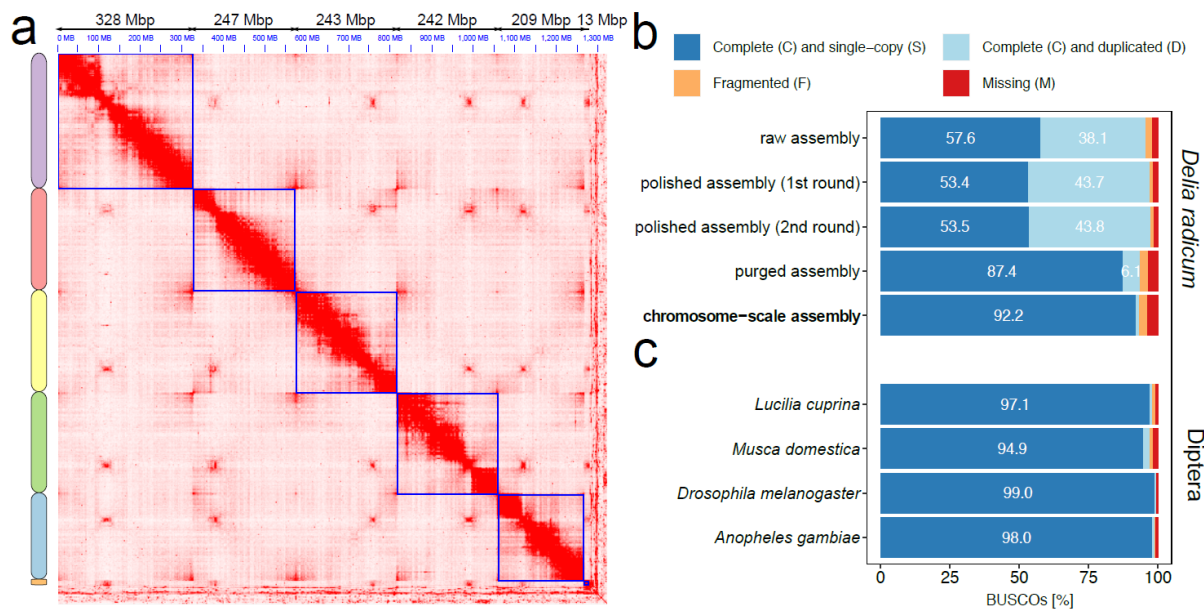 a
328 Mbp 247 Mbp 243 Mbp 242 Mbp 209 Mbp 13 Mbp
0 MB 100 MB 200 MB 300 MB 400 MB 500 MB 600 MB 700 MB 800 MB 900 MB 1,000 MB 1,100 MB 1,200 MB 1,300 MB
b
Complete (C) and single−copy (S)
Complete (C) and duplicated (D)
Fragmented (F)
Missing (M)
raw assembly 57.6 38.1
polished assembly (1st round) 53.4 43.7
polished assembly (2nd round) 53.5 43.8
purged assembly 87.4 6.1
chromosome−scale assembly 92.2
Delia radicum
c
Lucilia cuprina 97.1
Musca domestica 94.9
Drosophila melanogaster 99.0
Anopheles gambiae 98.0
Diptera
0 25 50 75 100
BUSCOs [%]